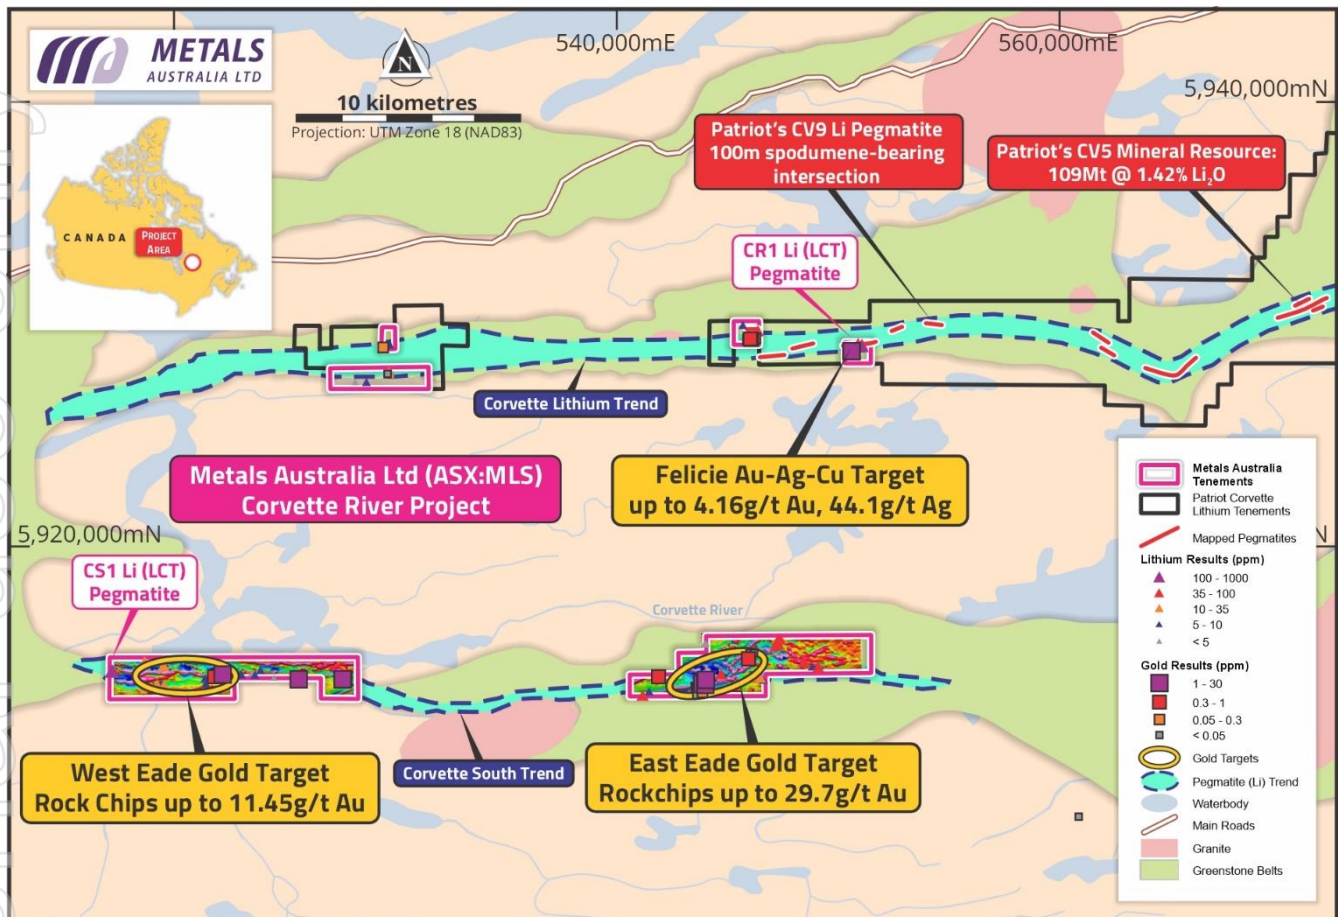 METALS
AUSTRALIA LTD
N
10 kilometres
Projection: UTM Zone 18 (NAD83)
540,000mE
560,000mE
5,940,000mN
CANADA
PROJECT
AREA
Patriot's CV9 Li Pegmatite
100m spodumene-bearing
intersection
Patriot's CV5 Mineral Resource:
109Mt @ 1.42% Li₂O
CR1 Li (LCT)
Pegmatite
Corvette Lithium Trend
Metals Australia Ltd (ASX:MLS)
Corvette River Project
Felicie Au-Ag-Cu Target
up to 4.16g/t Au, 44.1g/t Ag
5,920,000mN
N
CS1 Li (LCT)
Pegmatite
Corvette River
West Eade Gold Target
Rock Chips up to 11.45g/t Au
Corvette South Trend
East Eade Gold Target
Rockchips up to 29.7g/t Au
Metals Australia
Tenements
Patriot Corvette
Lithium Tenements
Mapped Pegmatites
Lithium Results (ppm)
100 - 1000
35 - 100
10 - 35
5 - 10
< 5
Gold Results (ppm)
1 - 30
0.3 - 1
0.05 - 0.3
< 0.05
Gold Targets
Pegmatite (Li) Trend
Waterbody
Main Roads
Granite
Greenstone Belts